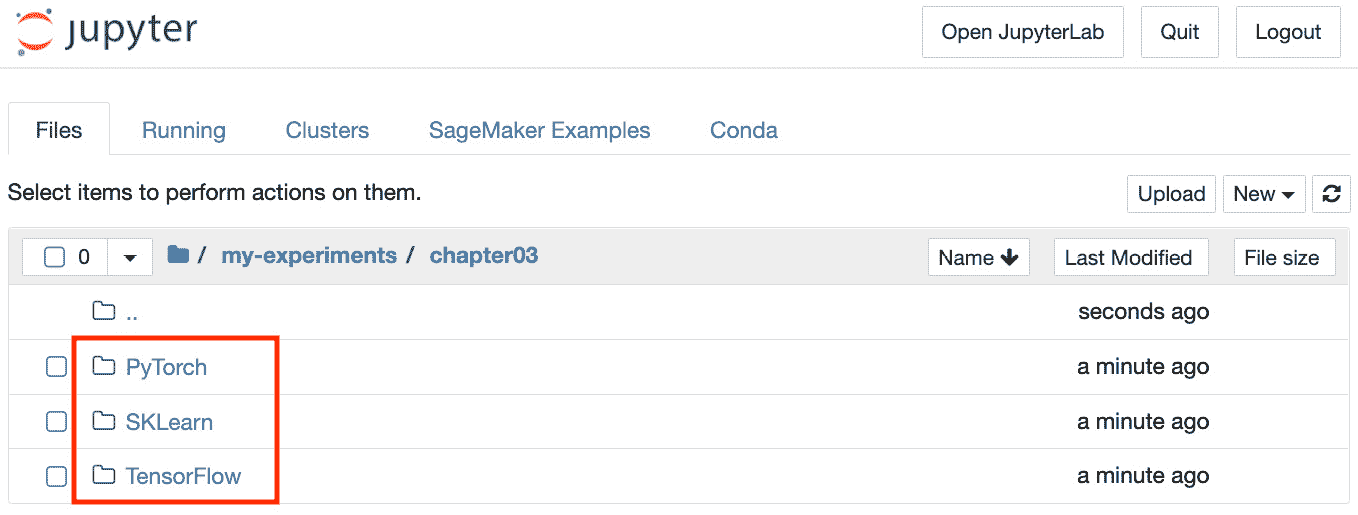 jupyter Open JupyterLab Quit Logout
Files Running Clusters SageMaker Examples Conda
Select items to perform actions on them. Upload New
0 / my-experiments / chapter03 Name Last Modified File size
.. seconds ago
PyTorch a minute ago
SKLearn a minute ago
TensorFlow a minute ago